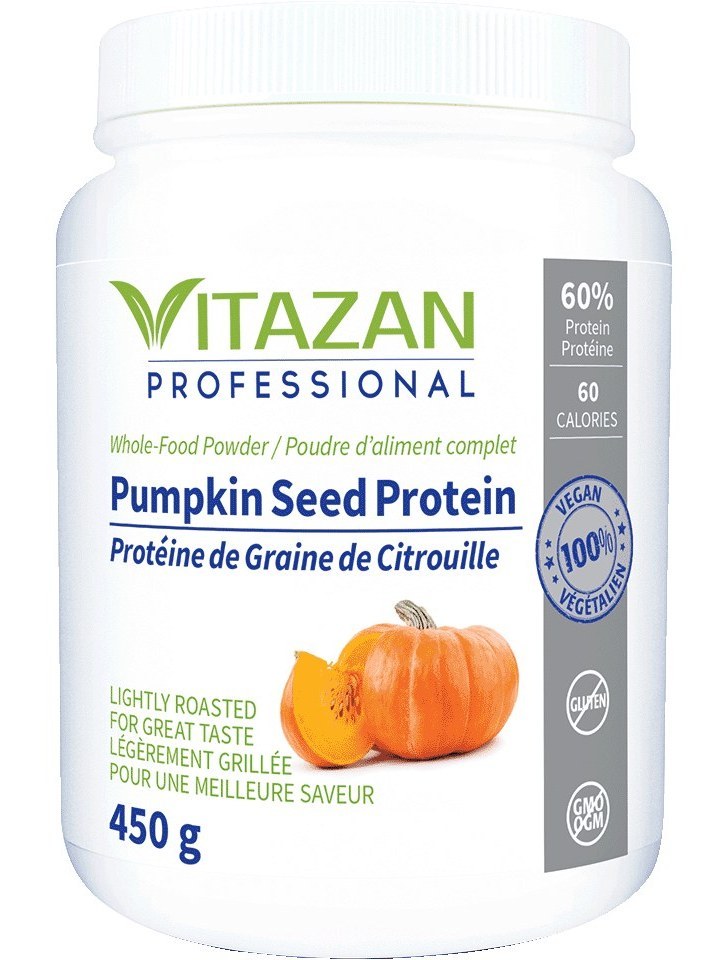 VITAZAN
PROFESSIONAL
Whole-Food Powder / Poudre d'aliment complet
Pumpkin Seed Protein
Protéine de Graine de Citrouille
LIGHTLY ROASTED
FOR GREAT TASTE
LÉGÈREMENT GRILLÉE
POUR UNE MEILLEURE SAVEUR
450 g
60%
Protein
Protéine
60
CALORIES
VEGAN
100%
VÉGÉTALIEN
GLUTEN
GMO
OGM